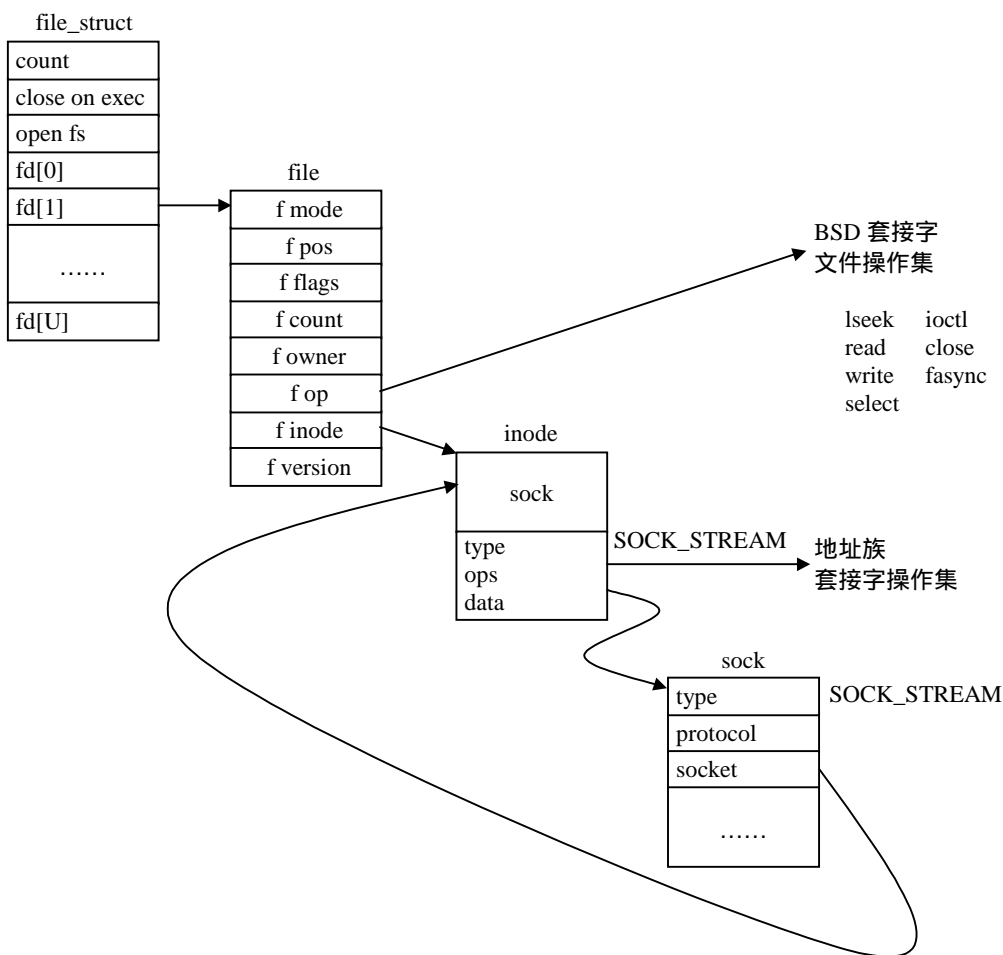 file_struct
count
close on exec
open fs
fd[0]
fd[1]
……
fd[U]
file
f mode
f pos
f flags
f count
f owner
f op
f inode
f version
BSD 套接字
文件操作集
lseek ioctl
read close
write fasync
select
inode
sock
type
ops
data
SOCK_STREAM
地址族
套接字操作集
sock
type
SOCK_STREAM
protocol
socket
……